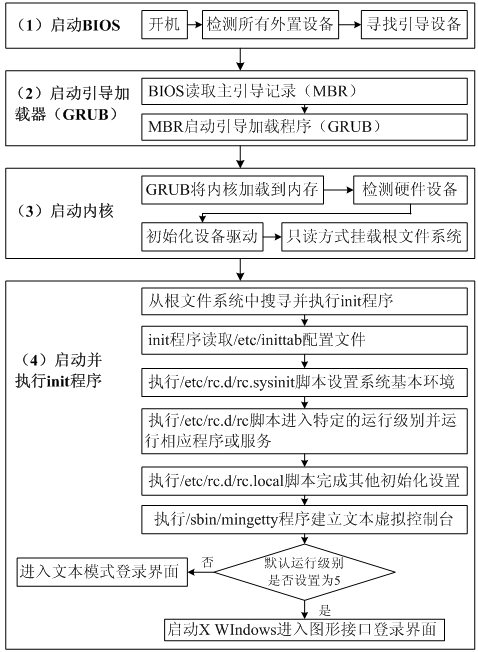 （1）启动BIOS
开机
检测所有外置设备
寻找引导设备
（2）启动引导加
载器（GRUB）
BIOS读取主引导记录（MBR）
MBR启动引导加载程序（GRUB）
（3）启动内核
GRUB将内核加载到内存
检测硬件设备
初始化设备驱动
只读方式挂载根文件系统
（4）启动并
执行init程序
从根文件系统中搜寻并执行init程序
init程序读取/etc/inittab配置文件
执行/etc/rc.d/rc.sysinit脚本设置系统基本环境
执行/etc/rc.d/rc脚本进入特定的运行级别并运
行相应程序或服务
执行/etc/rc.d/rc.local脚本完成其他初始化设置
执行/sbin/mingetty程序建立文本虚拟控制台
默认运行级别
是否设置为5
否
进入文本模式登录界面
是
启动X WIndows进入图形接口登录界面